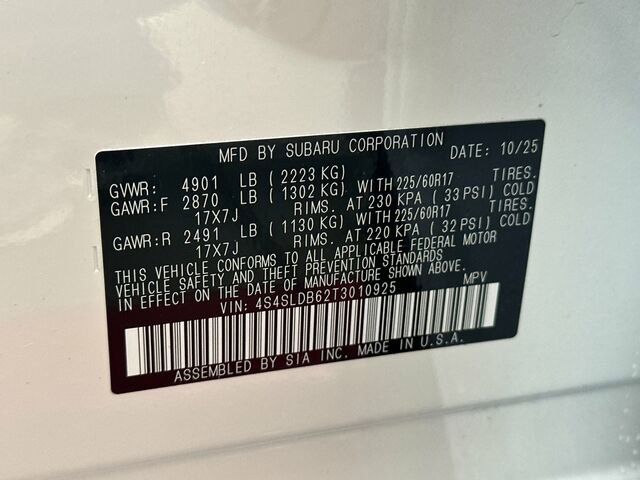 MFD BY SUBARU CORPORATION DATE: 10/25
GVWR: 4901 LB (2223 KG)
GAWR:F 2870 LB (1302 KG) WITH 225/60R17 TIRES.
17X7J RIMS. AT 230 KPA (33 PSI) COLD
GAWR:R 2491 LB (1130 KG) WITH 225/60R17 TIRES.
17X7J RIMS. AT 220 KPA (32 PSI) COLD
THIS VEHICLE CONFORMS TO ALL APPLICABLE FEDERAL MOTOR
VEHICLE SAFETY AND THEFT PREVENTION STANDARDS IN EFFECT ON
THE DATE OF MANUFACTURE SHOWN ABOVE.
VIN: 4S4SLDB62T3010925 MPV
ASSEMBLED BY SIA INC. MADE IN U.S.A.